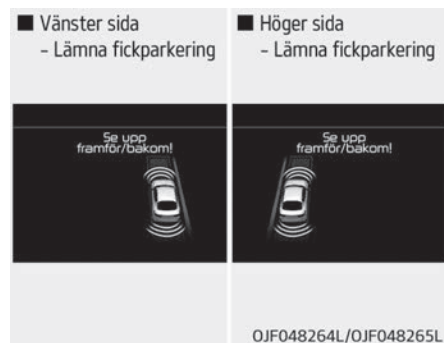 ■ Vänster sida
- Lämna fickparkering
Se upp
framför/bakom!
■ Höger sida
- Lämna fickparkering
Se upp
framför/bakom!
OJF048264L/OJF048265L